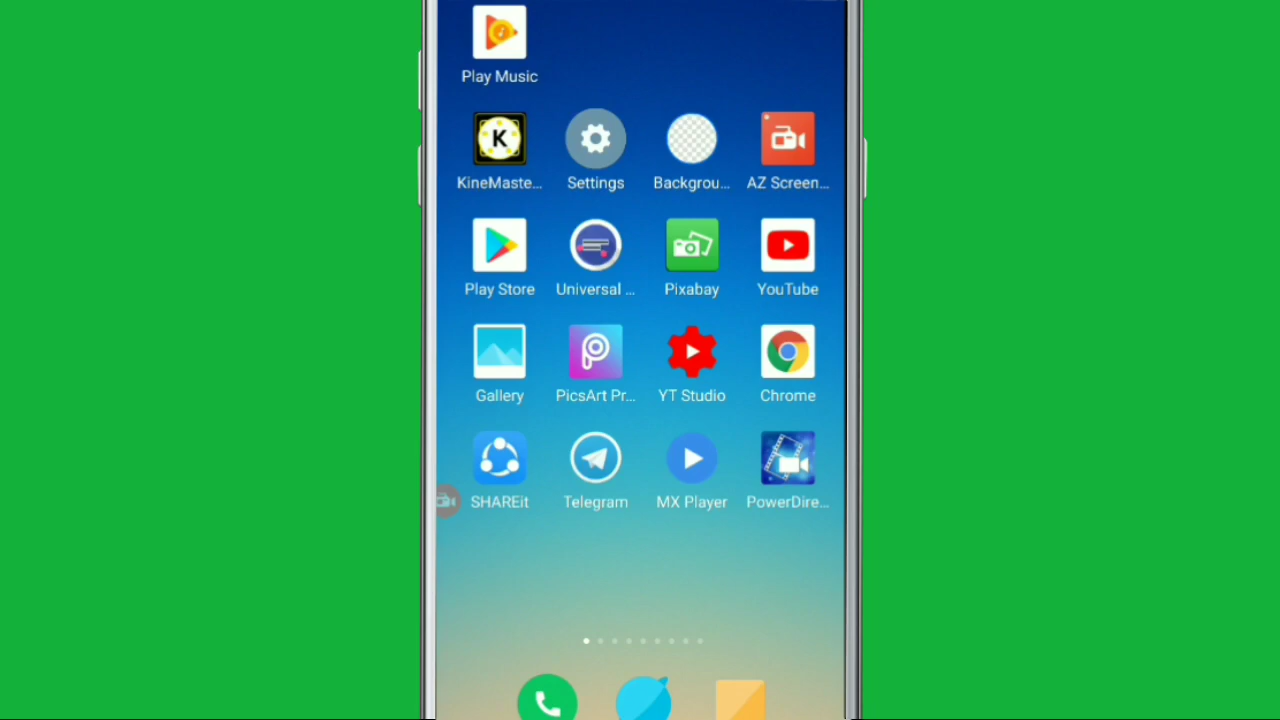 Play Music
KineMaste... Settings Backgrou... AZ Screen...
Play Store Universal ... Pixabay YouTube
Gallery PicsArt Pr... YT Studio Chrome
SHAREit Telegram MX Player PowerDire...